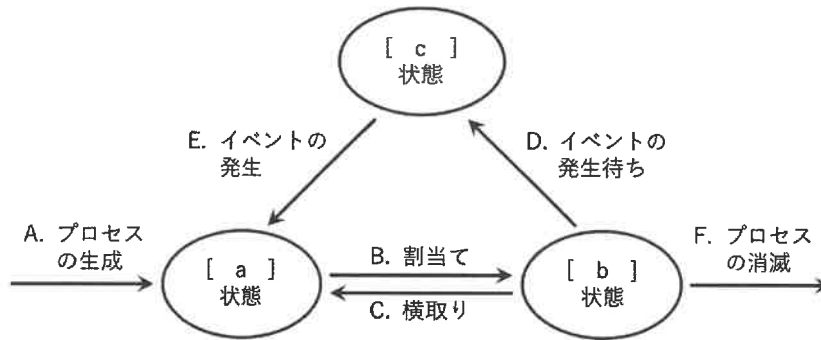 [ c ]
状態
E. イベントの
発生
D. イベントの
発生待ち
A. プロセス
の生成
[ a ]
状態
B. 割当て
C. 横取り
[ b ]
状態
F. プロセス
の消滅